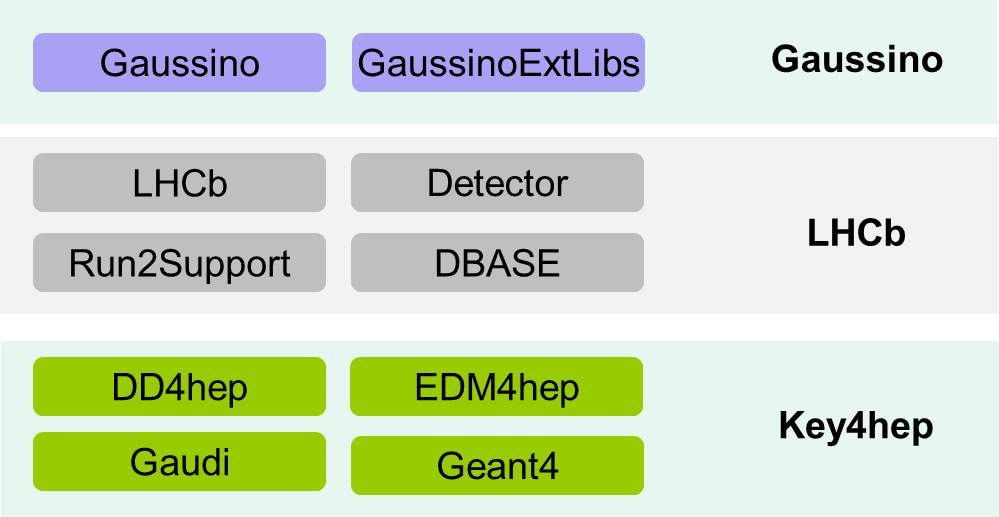 Gaussino GaussinoExtLibs Gaussino
LHCb Detector
LHCb
Run2Support DBASE
DD4hep EDM4hep
Key4hep
Gaudi Geant4